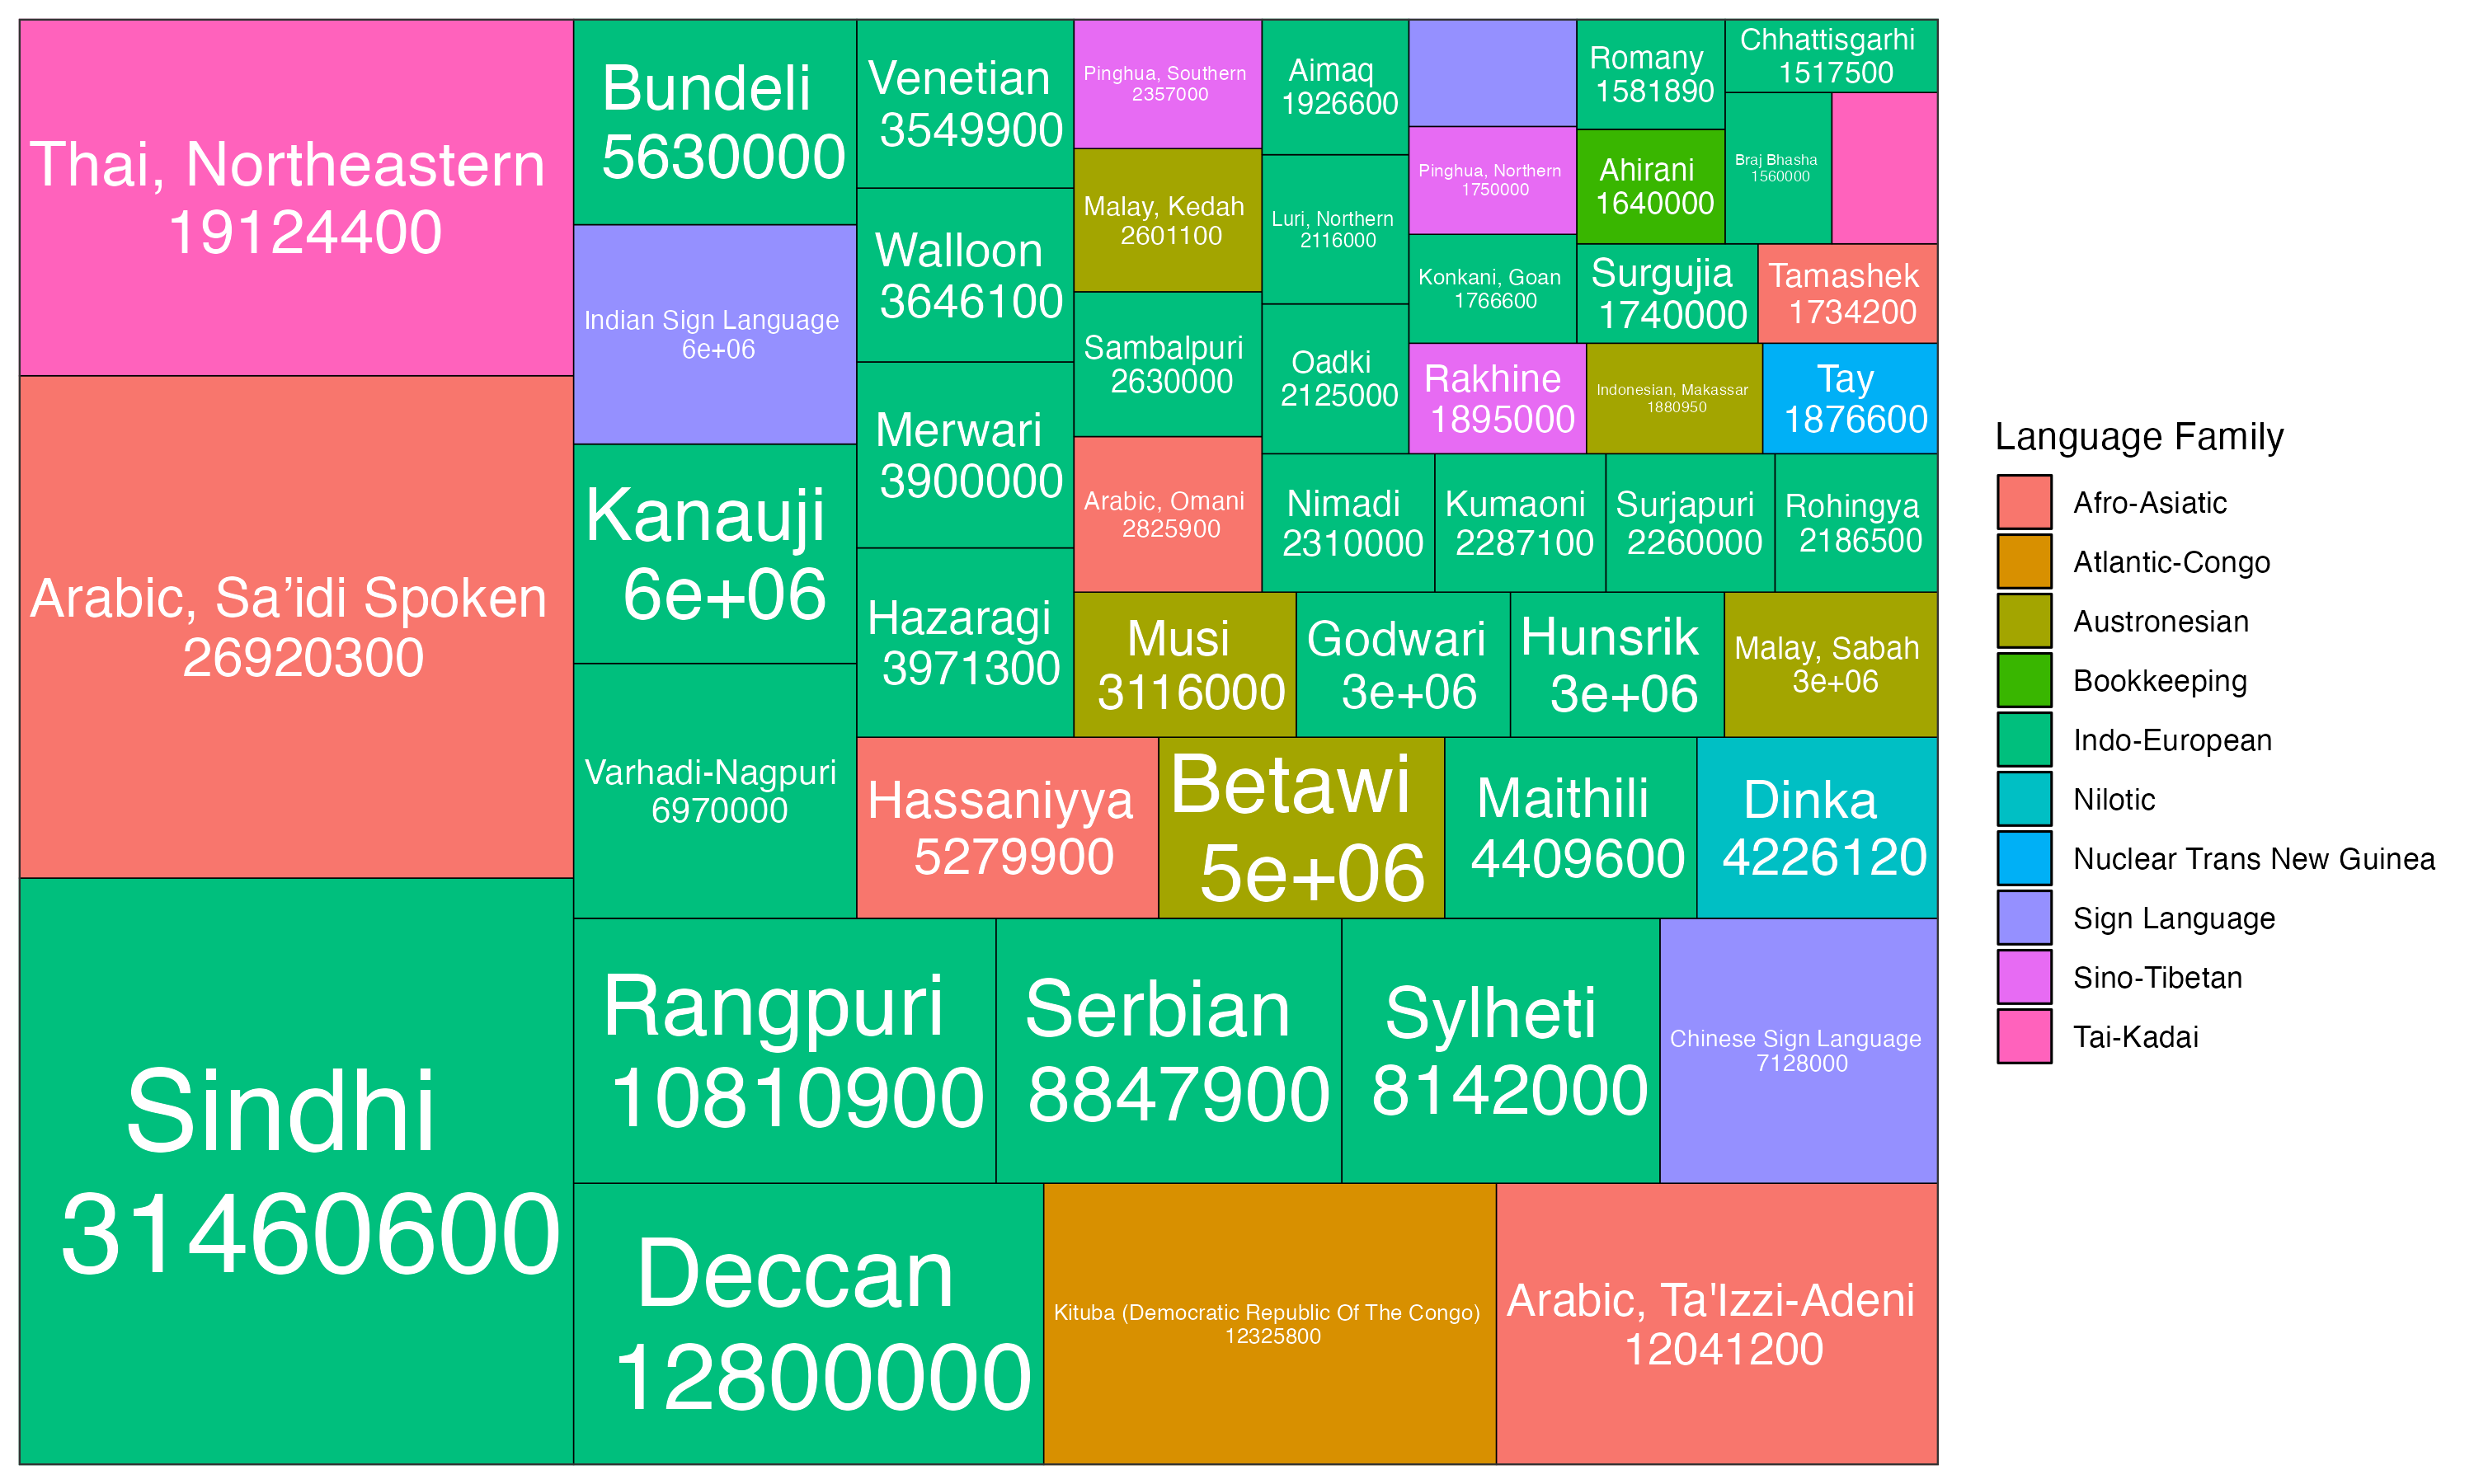 Thai, Northeastern
19124400
Arabic, Sa’idi Spoken
26920300
Sindhi
31460600
Bundeli
5630000
Indian Sign Language
6e+06
Kanauji
6e+06
Varhadi-Nagpuri
6970000
Venetian
3549900
Walloon
3646100
Merwari
3900000
Hazaragi
3971300
Pinghua, Southern
2357000
Malay, Kedah
2601100
Sambalpuri
2630000
Arabic, Omani
2825900
Aimaq
1926600
Luri, Northern
2116000
Oadki
2125000
Pinghua, Northern
1750000
Konkani, Goan
1766600
Romany
1581890
Ahirani
1640000
Chhattisgarhi
1517500
Braj Bhasha
1560000
Surgujia
1740000
Tamashek
1734200
Rakhine
1895000
Indonesian, Makassar
1880950
Tay
1876600
Nimadi
2310000
Kumaoni
2287100
Surjapuri
2260000
Rohingya
2186500
Musi
3116000
Godwari
3e+06
Hunsrik
3e+06
Malay, Sabah
3e+06
Hassaniyya
5279900
Betawi
5e+06
Maithili
4409600
Dinka
4226120
Rangpuri
10810900
Serbian
8847900
Sylheti
8142000
Chinese Sign Language
7128000
Deccan
12800000
Kituba (Democratic Republic Of The Congo)
12325800
Arabic, Ta'Izzi-Adeni
12041200
Language Family
Afro-Asiatic
Atlantic-Congo
Austronesian
Bookkeeping
Indo-European
Nilotic
Nuclear Trans New Guinea
Sign Language
Sino-Tibetan
Tai-Kadai